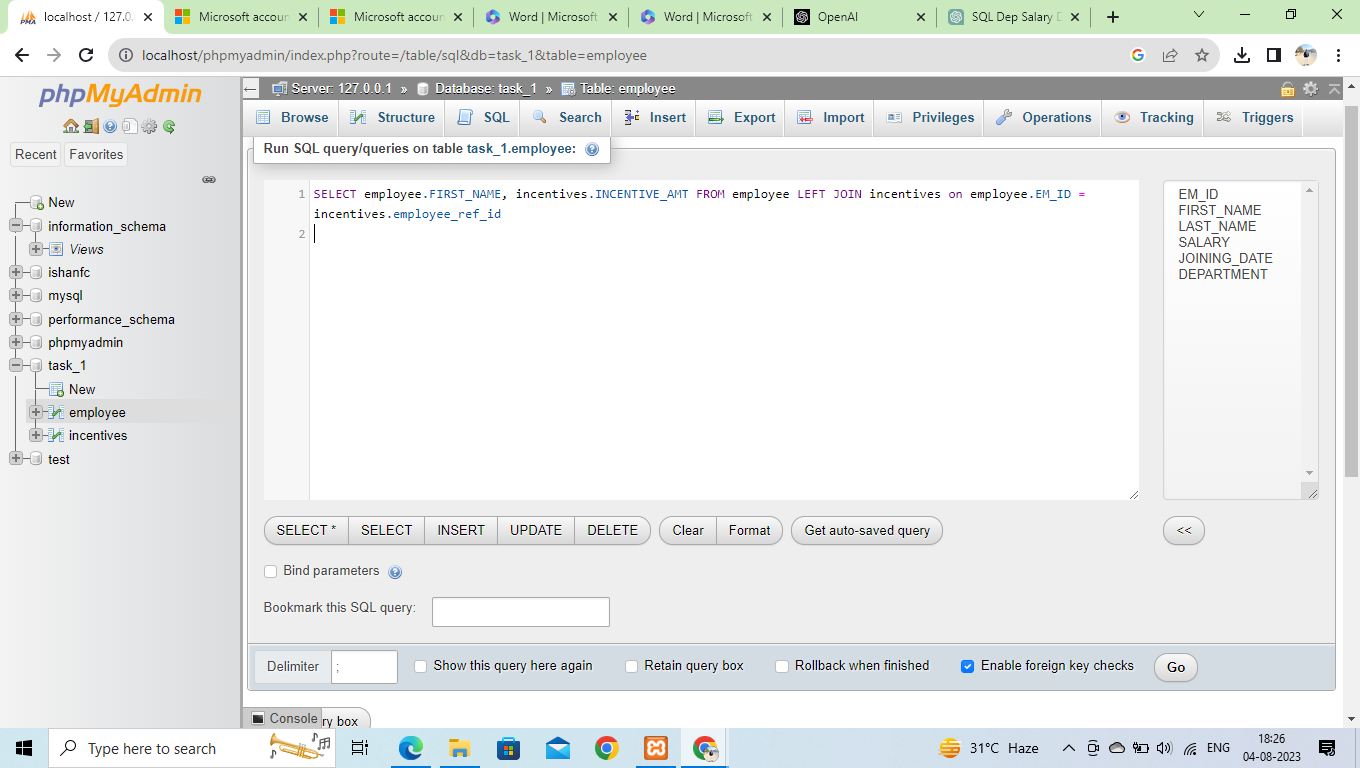 localhost / 127.0.
Microsoft accoun
Microsoft accoun
Word | Microsoft
Word | Microsoft
OpenAI
SQL Dep Salary D
localhost/phpmyadmin/index.php?route=/table/sql&db=task_1&table=employee
phpMyAdmin
Recent Favorites
New
information_schema
Views
ishanfc
mysql
performance_schema
phpmyadmin
task_1
New
employee
incentives
test
Server: 127.0.0.1 » Database: task_1 » Table: employee
Browse Structure SQL Search Insert Export Import Privileges Operations Tracking Triggers
Run SQL query/queries on table task_1.employee:
1 SELECT employee.FIRST_NAME, incentives.INCENTIVE_AMT FROM employee LEFT JOIN incentives on employee.EM_ID =
incentives.employee_ref_id
2
EM_ID
FIRST_NAME
LAST_NAME
SALARY
JOINING_DATE
DEPARTMENT
SELECT * SELECT INSERT UPDATE DELETE Clear Format Get auto-saved query <<
Bind parameters
Bookmark this SQL query:
Delimiter ; Show this query here again Retain query box Rollback when finished Enable foreign key checks Go
Console ry box
Type here to search
31°C Haze
ENG
18:26
04-08-2023